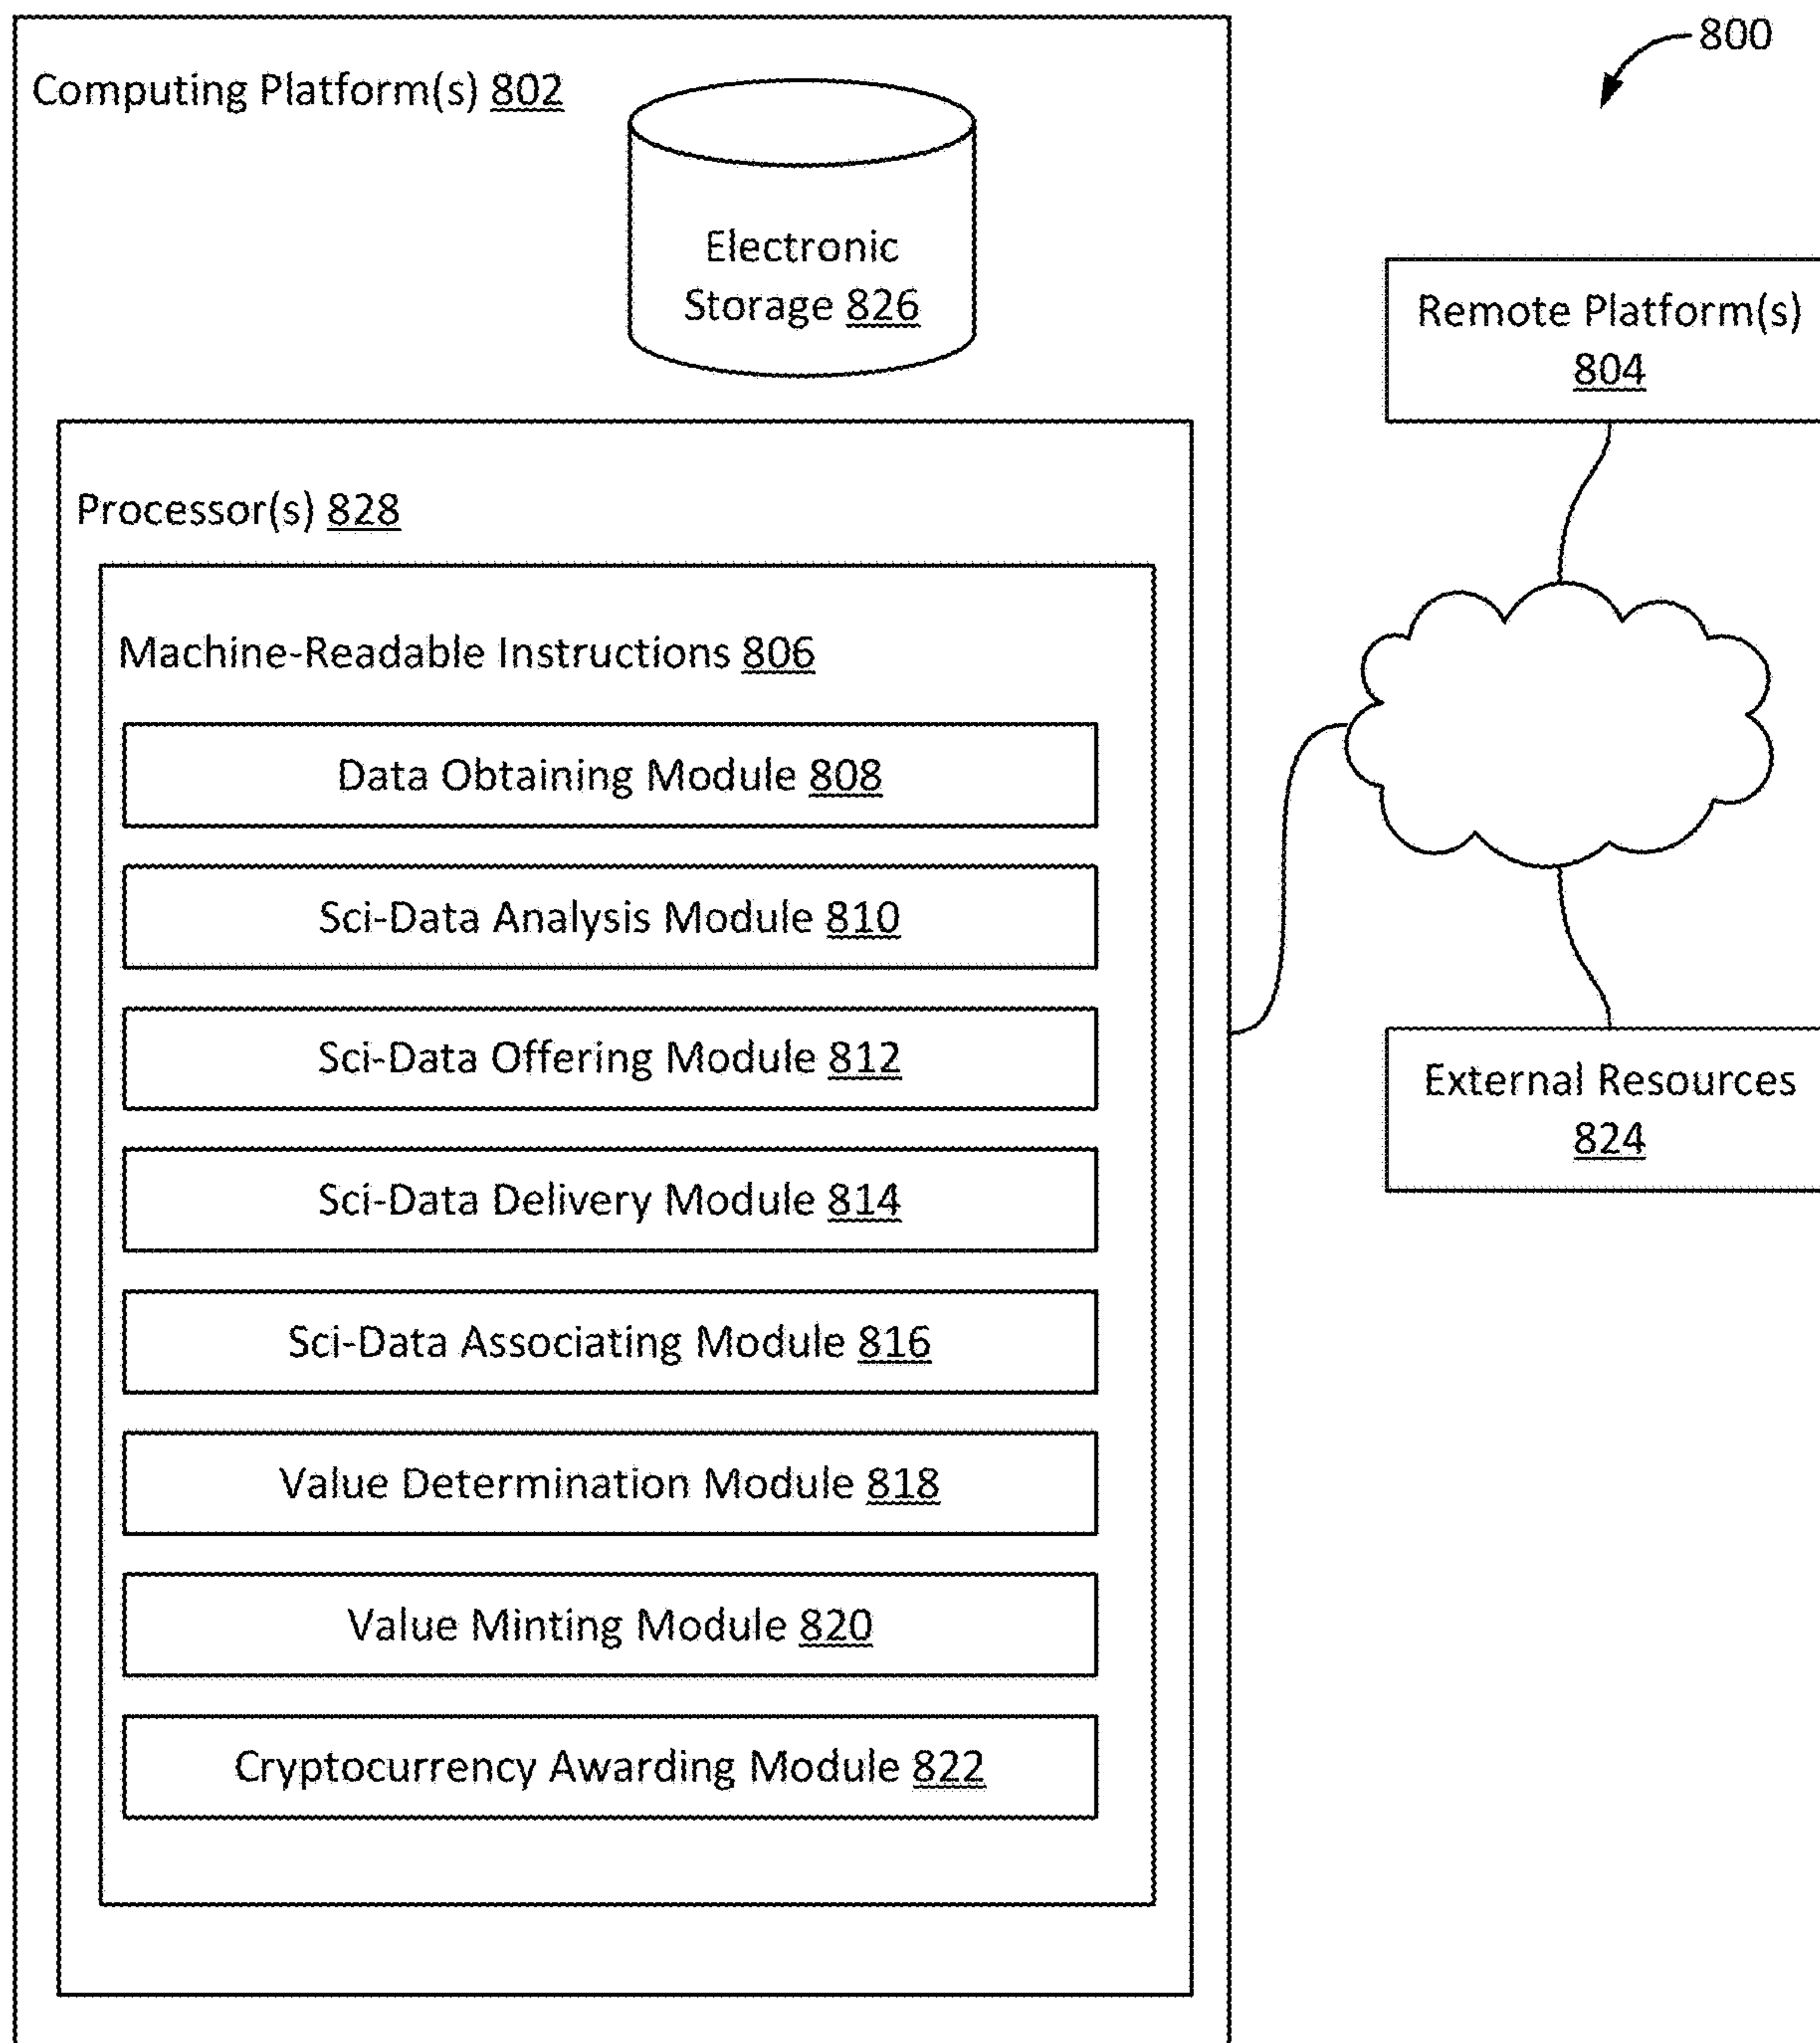 800
Computing Platform(s) 802
Electronic
Storage 826
Remote Platform(s)
804
Processor(s) 828
Machine-Readable Instructions 806
Data Obtaining Module 808
Sci-Data Analysis Module 810
Sci-Data Offering Module 812
Sci-Data Delivery Module 814
Sci-Data Associating Module 816
Value Determination Module 818
Value Minting Module 820
Cryptocurrency Awarding Module 822
External Resources
824